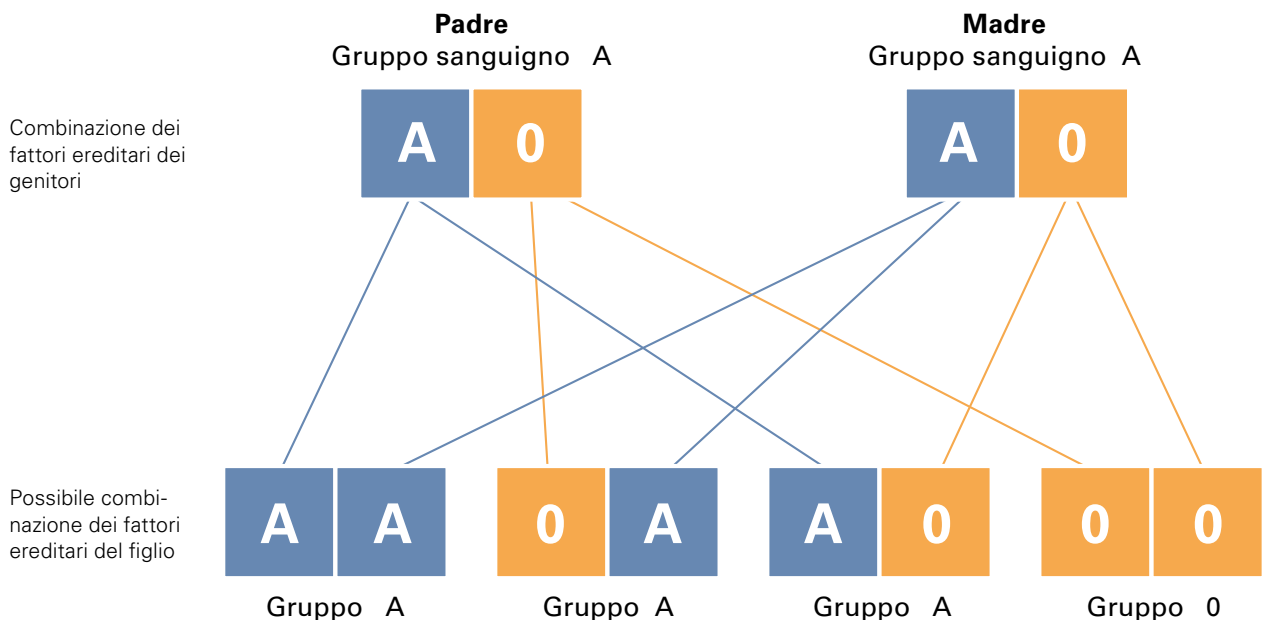 Padre
Gruppo sanguigno A
Madre
Gruppo sanguigno A
Combinazione dei
fattori ereditari dei
genitori
A 0
A 0
Possibile combi-
nazione dei fattori
ereditari del figlio
A A
0 A
A 0
0 0
Gruppo A
Gruppo A
Gruppo A
Gruppo 0